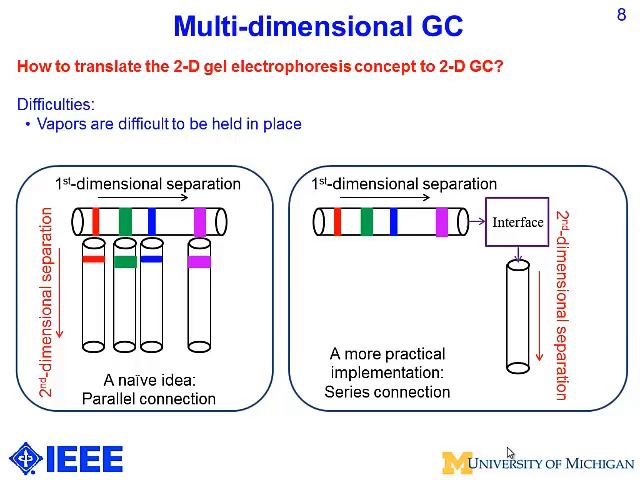 Multi-dimensional GC
8
How to translate the 2-D gel electrophoresis concept to 2-D GC?
Difficulties:
• Vapors are difficult to be held in place
1st-dimensional separation
2nd-dimensional separation
A naïve idea:
Parallel connection
1st-dimensional separation
Interface
2nd-dimensional separation
A more practical
implementation:
Series connection
IEEE
M UNIVERSITY OF MICHIGAN